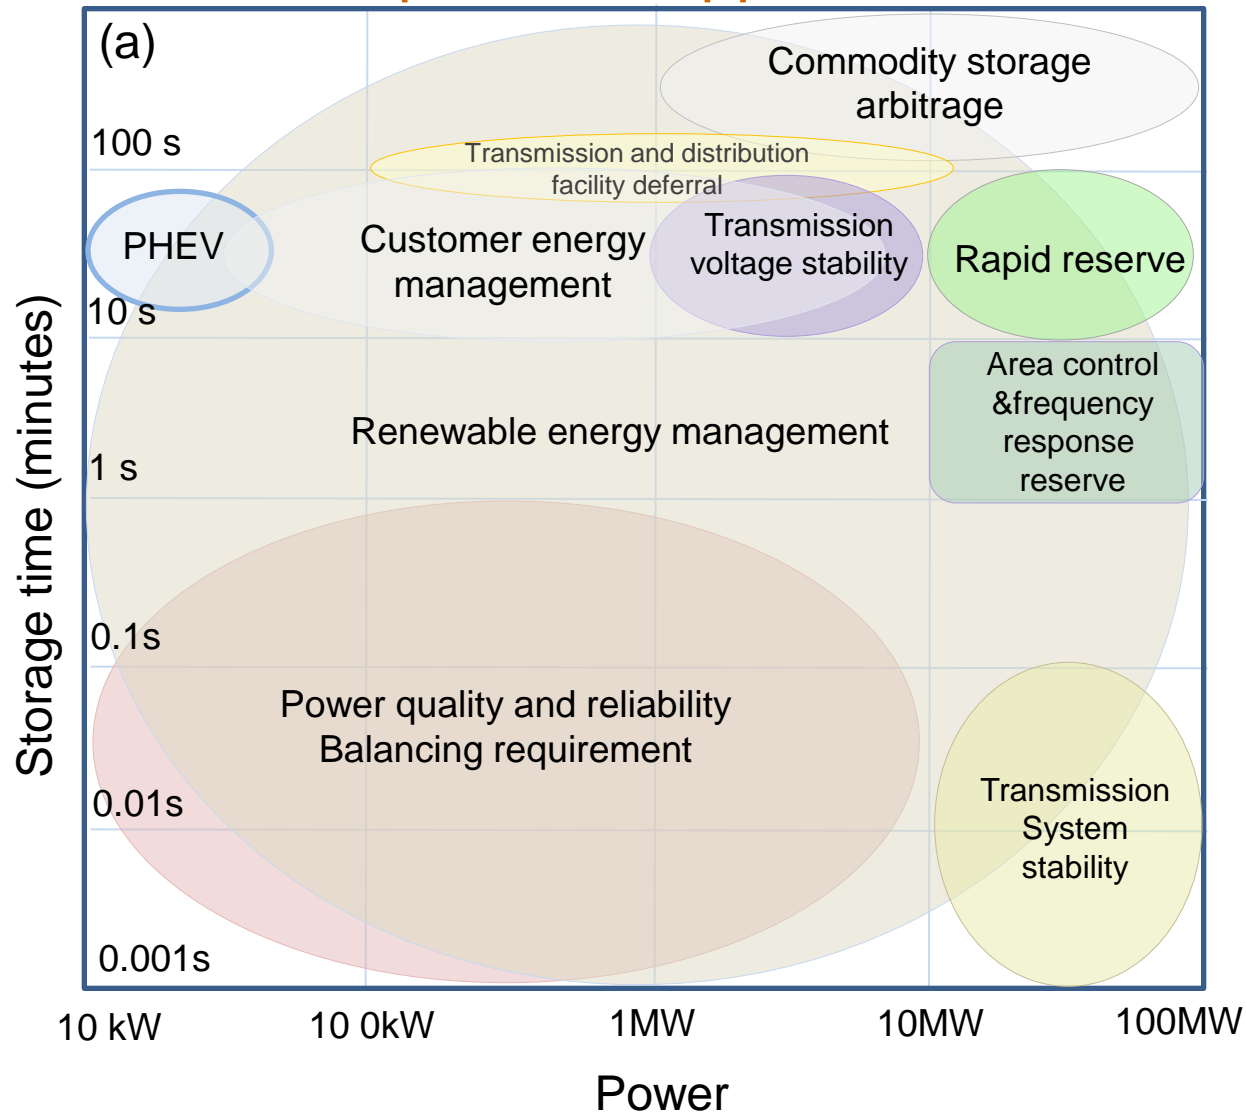 (a)
Commodity storage
arbitrage
100 s
Transmission and distribution
facility deferral
PHEV
Customer energy
management
Transmission
voltage stability
Rapid reserve
10 s
Area control
&frequency
response
reserve
Renewable energy management
1 s
Storage time (minutes)
0.1s
Power quality and reliability
Balancing requirement
0.01s
Transmission
System
stability
0.001s
10 kW
10 0kW
1MW
10MW
100MW
Power